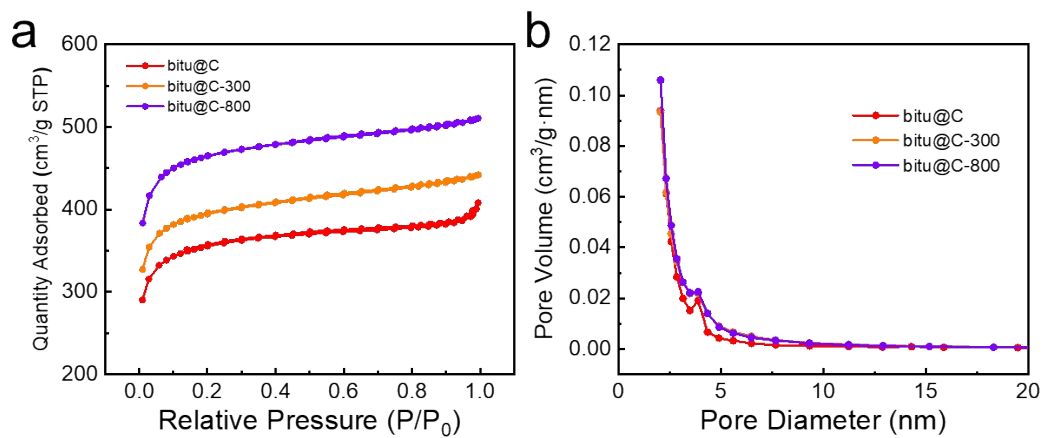 a
600
500
400
300
200
Quantity Adsorbed (cm³/g STP)
bitu@C
bitu@C-300
bitu@C-800
0.0 0.2 0.4 0.6 0.8 1.0
Relative Pressure (P/P₀)
b
0.12
0.10
0.08
0.06
0.04
0.02
0.00
Pore Volume (cm³/g·nm)
bitu@C
bitu@C-300
bitu@C-800
0 5 10 15 20
Pore Diameter (nm)